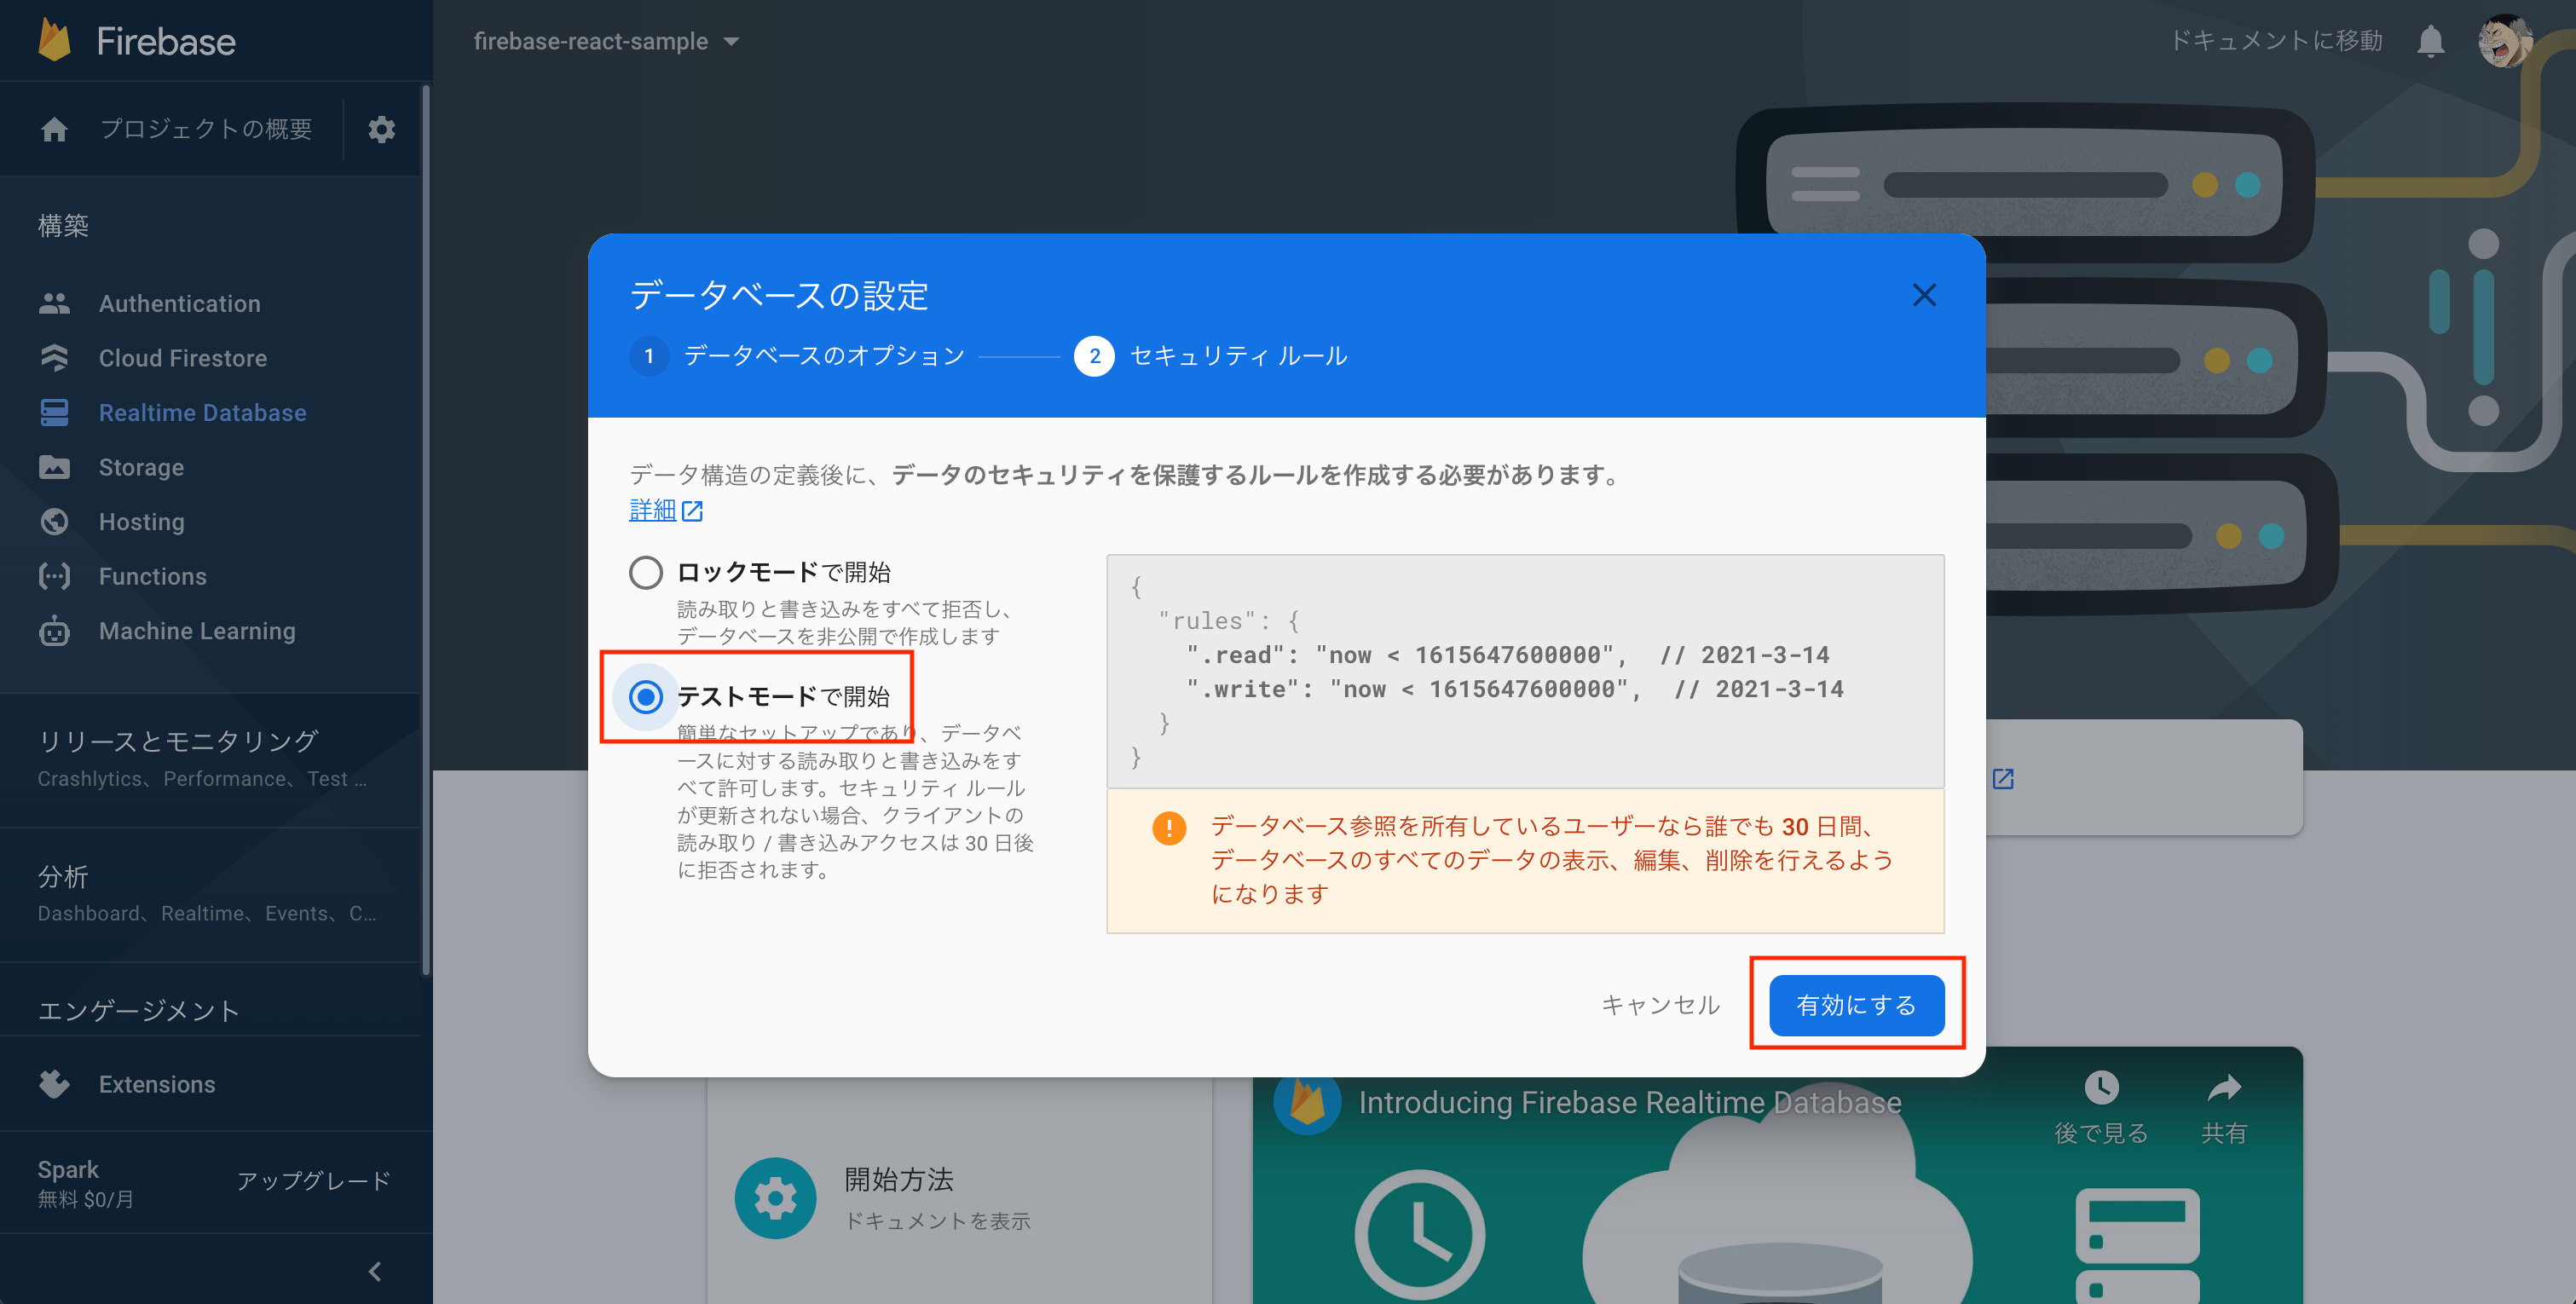 Firebase
firebase-react-sample
ドキュメントに移動
プロジェクトの概要
構築
Authentication
Cloud Firestore
Realtime Database
Storage
Hosting
Functions
Machine Learning
リリースとモニタリング
Crashlytics、Performance、Test ...
分析
Dashboard、Realtime、Events、C...
エンゲージメント
Extensions
Spark
無料 $0/月
アップグレード
データベースの設定
1 データベースのオプション
2 セキュリティ ルール
データ構造の定義後に、データのセキュリティを保護するルールを作成する必要があります。
詳細
ロックモードで開始
読み取りと書き込みをすべて拒否し、
データベースを非公開で作成します
テストモードで開始
簡単なセットアップであり、データベ
ースに対する読み取りと書き込みをす
べて許可します。セキュリティ ルール
が更新されない場合、クライアントの
読み取り / 書き込みアクセスは 30 日後
に拒否されます。
{
"rules": {
".read": "now < 1615647600000",  // 2021-3-14
".write": "now < 1615647600000",  // 2021-3-14
}
}
データベース参照を所有しているユーザーなら誰でも 30 日間、
データベースのすべてのデータの表示、編集、削除を行えるよう
になります
キャンセル
有効にする
開始方法
ドキュメントを表示
Introducing Firebase Realtime Database
後で見る
共有